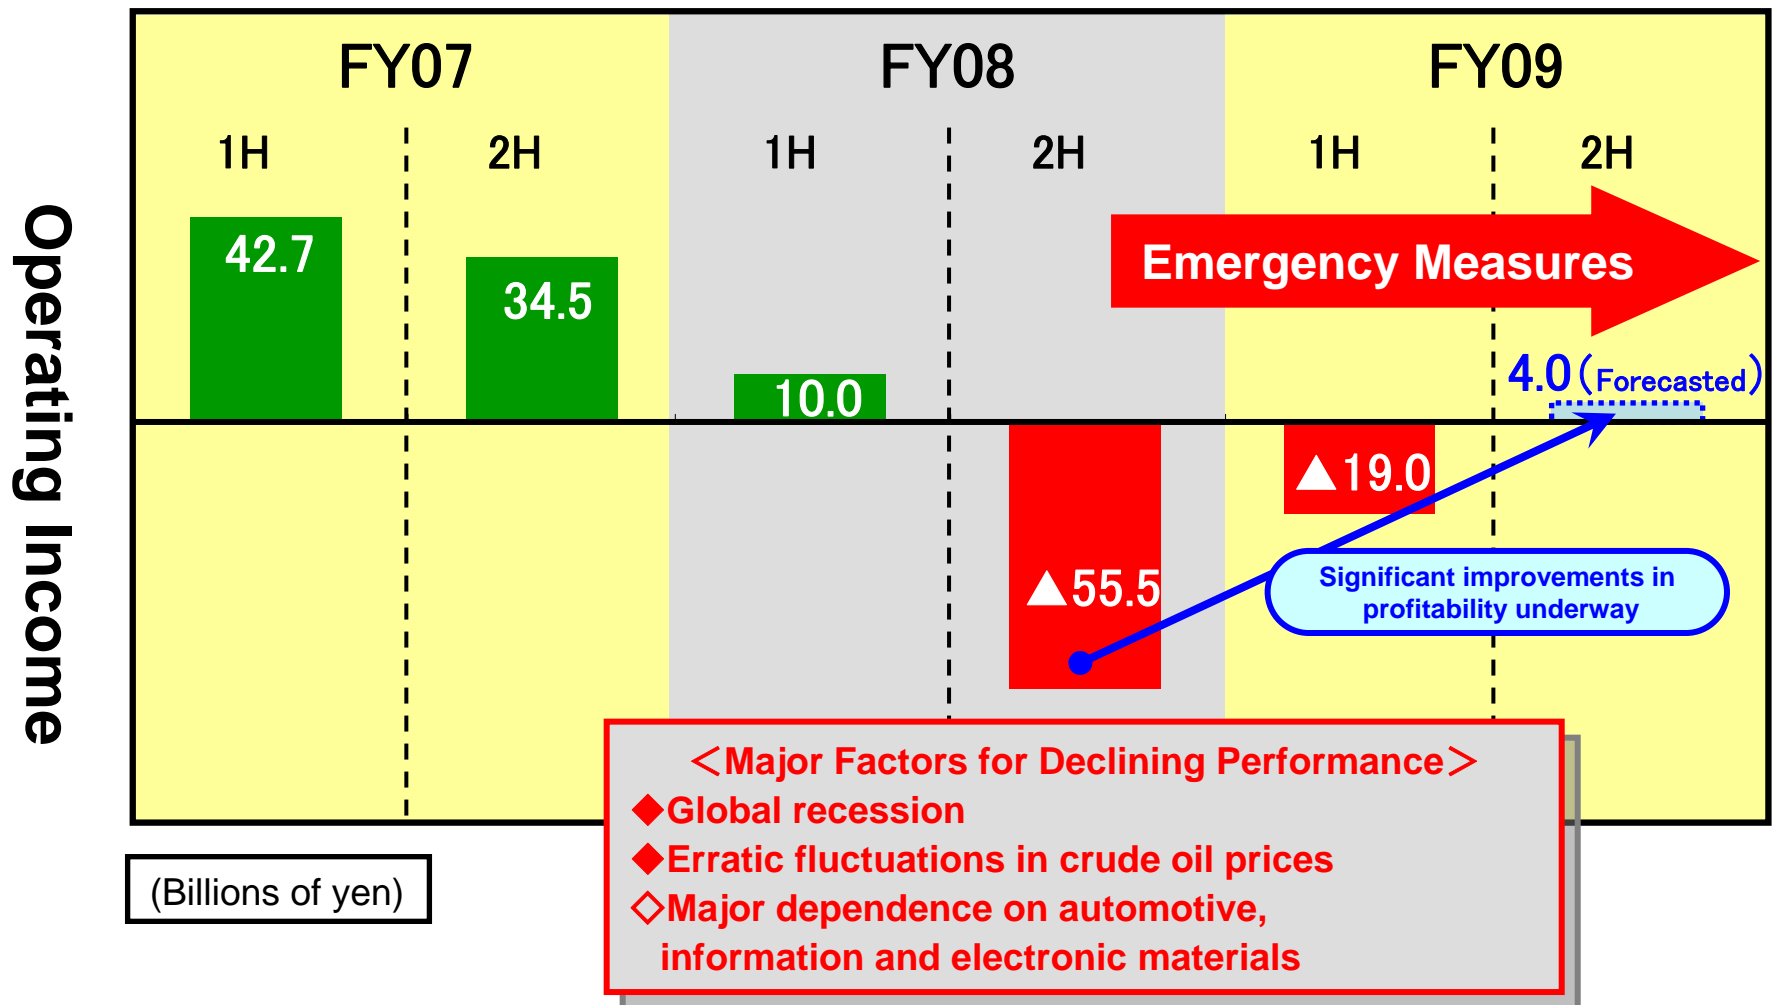 FY07
FY08
FY09
1H
2H
1H
2H
1H
2H
Operating Income
42.7
34.5
10.0
▲55.5
▲19.0
4.0(Forecasted)
Emergency Measures
Significant improvements in
profitability underway
<Major Factors for Declining Performance>
◆Global recession
◆Erratic fluctuations in crude oil prices
◇Major dependence on automotive,
information and electronic materials
(Billions of yen)